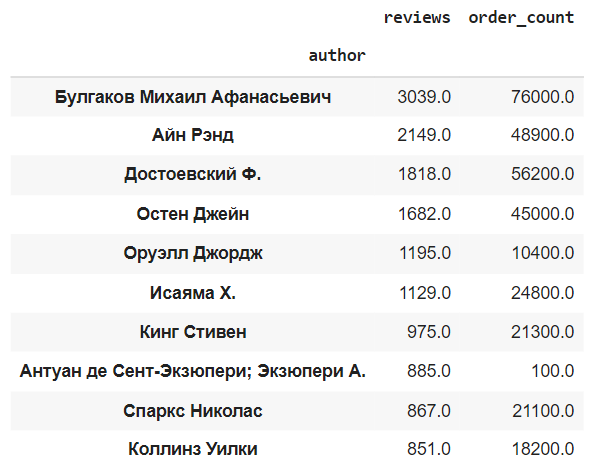 reviews order_count
author
Булгаков Михаил Афанасьевич 3039.0 76000.0
Айн Рэнд 2149.0 48900.0
Достоевский Ф. 1818.0 56200.0
Остен Джейн 1682.0 45000.0
Оруэлл Джордж 1195.0 10400.0
Исаяма Х. 1129.0 24800.0
Кинг Стивен 975.0 21300.0
Антуан де Сент-Экзюпери; Экзюпери А. 885.0 100.0
Спаркс Николас 867.0 21100.0
Коллинз Уилки 851.0 18200.0